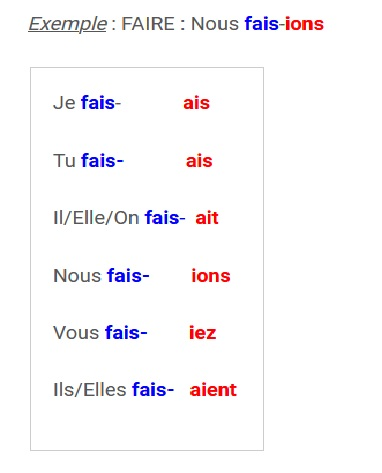 Exemple : FAIRE : Nous fais-ions
Je fais- ais
Tu fais- ais
Il/Elle/On fais- ait
Nous fais- ions
Vous fais- iez
Ils/Elles fais- aient